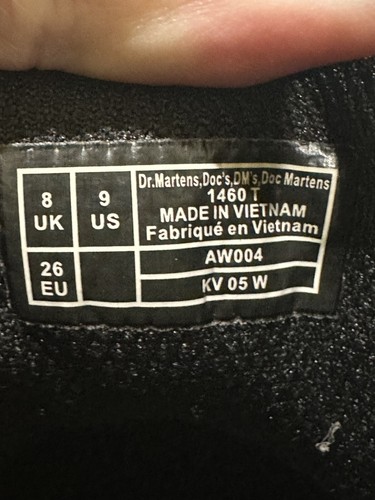 8 UK
9 US
26 EU
Dr.Martens,Doc's,DM's,Doc Martens
1460 T
MADE IN VIETNAM
Fabriqué en Vietnam
AW004
KV 05 W